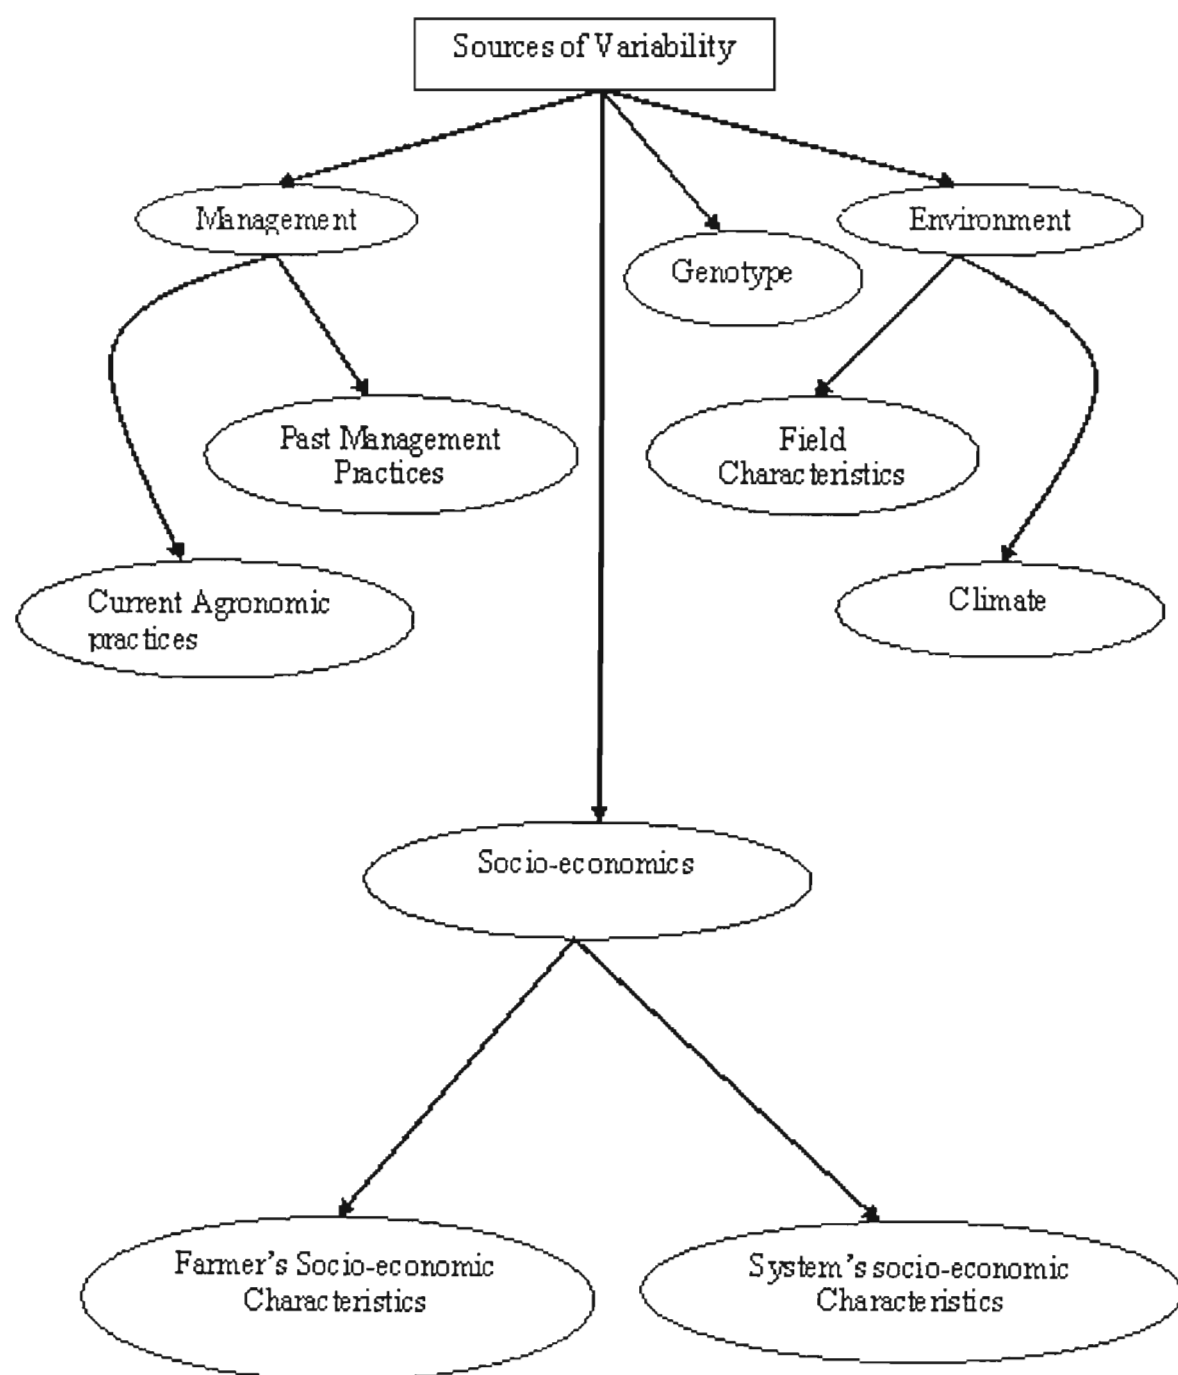 Sources of Variability
Management
Environment
Genotype
Past Management
Practices
Field
Characteristics
Current Agronomic
practices
Climate
Socio-economics
Farmer's Socio-economic
Characteristics
System's socio-economic
Characteristics